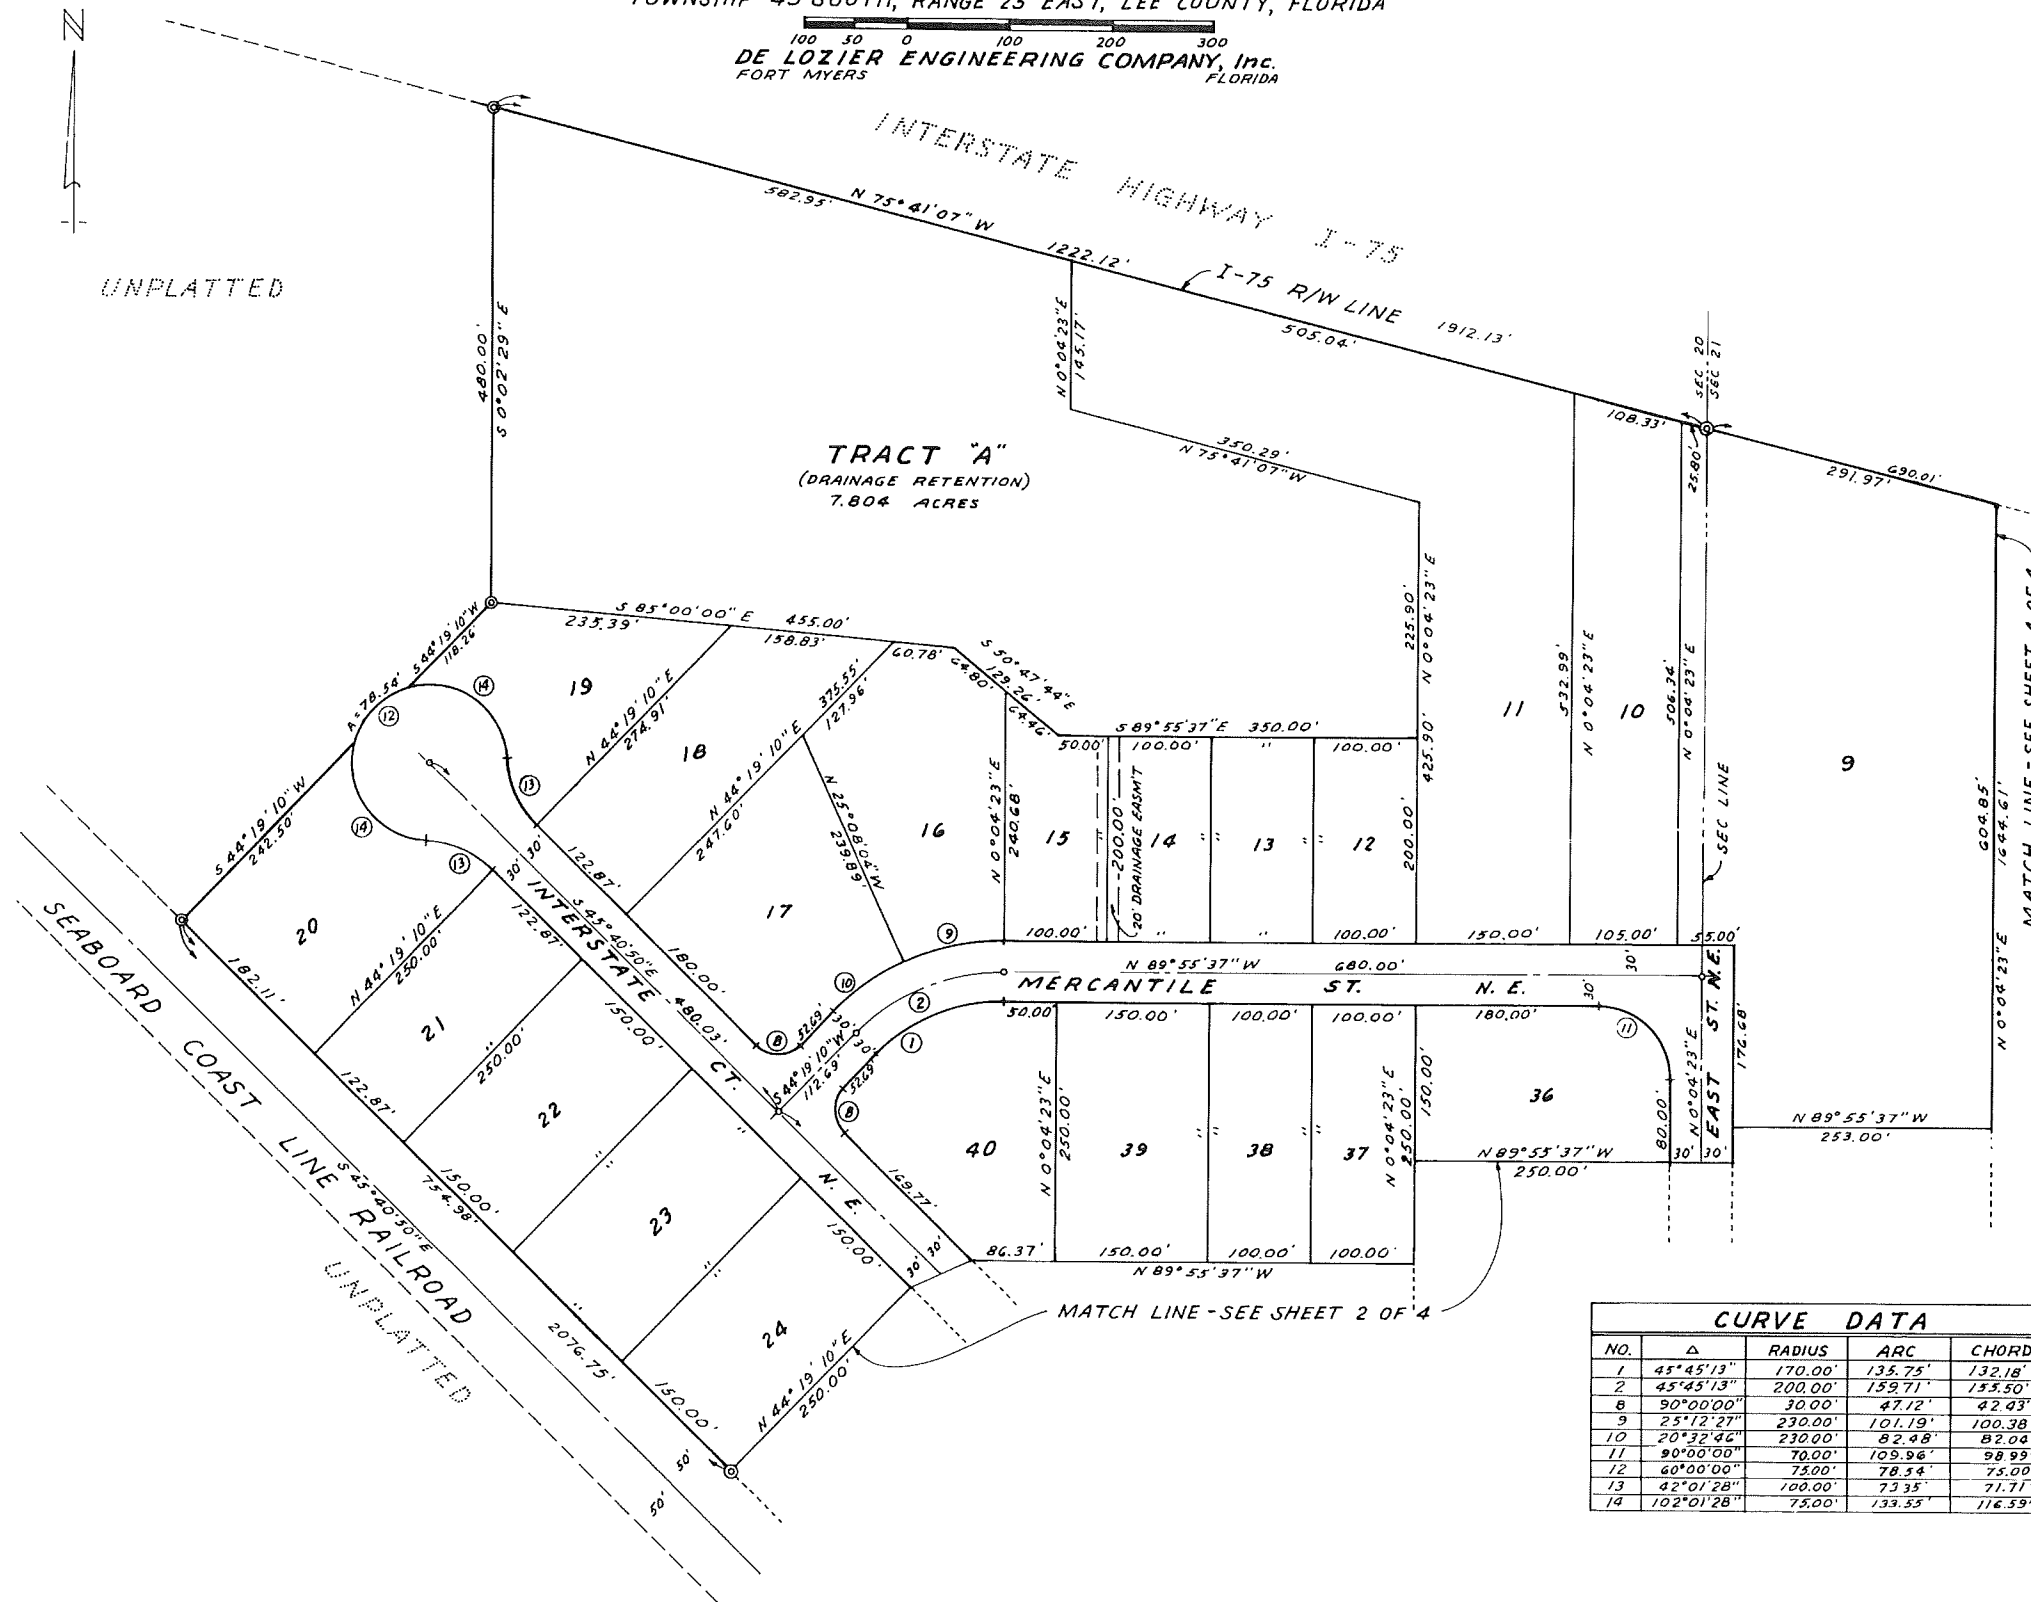 TOWNSHIP 43 SOUTH, RANGE 25 EAST, LEE COUNTY, FLORIDA
100 50 0 100 200 300
DE LOZIER ENGINEERING COMPANY, Inc.
FORT MYERS FLORIDA
N
INTERSTATE HIGHWAY I-75
582.95'
N 75°41'07" W
1222.12'
I-75 R/W LINE
1912.13'
505.04'
UNPLATTED
480.00'
S 0°02'29" E
N 0°04'23" E
145.17'
SEC 20
SEC 21
108.33'
25.80'
690.01'
291.97'
TRACT "A"
(DRAINAGE RETENTION)
7.804 ACRES
350.29'
N 75°41'07" W
225.90'
N 0°04'23" E
425.90'
532.99'
N 0°04'23" E
506.34'
N 0°04'23" E
SEC LINE
604.85'
1644.61'
N 0°04'23" E
S 85°00'00" E 455.00'
235.39'
158.83'
60.78'
S 44°19'10" W
118.26'
A=78.54'
12
14
19
N 44°19'10" E
274.91'
18
N 44°19'10" E 375.55'
247.60'
127.96'
64.80'
S 50°47'44" E
129.26'
64.46'
S 89°55'37" E 350.00'
50.00'
100.00'
"
100.00'
11
10
9
13
S 44°19'10" W
242.50'
14
13
20
17
N 25°08'04" W
239.89'
16
N 0°04'23" E
240.68'
15
"
200.00'
20' DRAINAGE EASM'T
14
" "
13
" "
12
200.00'
30'
30'
122.87'
180.00'
INTERSTATE CT. N. E.
S 45°40'50" E
480.03'
122.87'
150.00'
9
10
100.00'
"
"
100.00'
150.00'
105.00'
55.00'
N 89°55'37" W 680.00'
MERCANTILE ST. N. E.
30'
30'
2
1
8
52.69'
30'
30'
S 44°19'10" W
112.69'
52.69'
8
50.00'
150.00'
100.00'
100.00'
180.00'
11
EAST ST. N.E.
176.68'
N 0°04'23" E
80.00'
30' 30'
N 89°55'37" W
253.00'
182.11'
N 44°19'10" E
250.00'
21
"
250.00'
22
"
"
23
"
"
24
40
N 0°04'23" E
250.00'
39
" "
38
" "
37
N 0°04'23" E
250.00'
150.00'
36
N 89°55'37" W
250.00'
169.77'
150.00'
30'
30'
86.37'
150.00'
100.00'
100.00'
N 89°55'37" W
MATCH LINE - SEE SHEET 2 OF 4
SEABOARD COAST LINE RAILROAD
122.87'
150.00'
754.98'
S 45°40'50" E
UNPLATTED
"
2076.75'
150.00'
N 44°19'10" E
250.00'
50'
50'
CURVE DATA
NO. Δ RADIUS ARC CHORD
1 45°45'13" 170.00' 135.75' 132.18'
2 45°45'13" 200.00' 159.71' 155.50'
8 90°00'00" 30.00' 47.12' 42.43'
9 25°12'27" 230.00' 101.19' 100.38
10 20°32'46" 230.00' 82.48' 82.04
11 90°00'00" 70.00' 109.96' 98.99
12 60°00'00" 75.00' 78.54' 75.00
13 42°01'28" 100.00' 73.35' 71.71
14 102°01'28" 75.00' 133.55' 116.59'